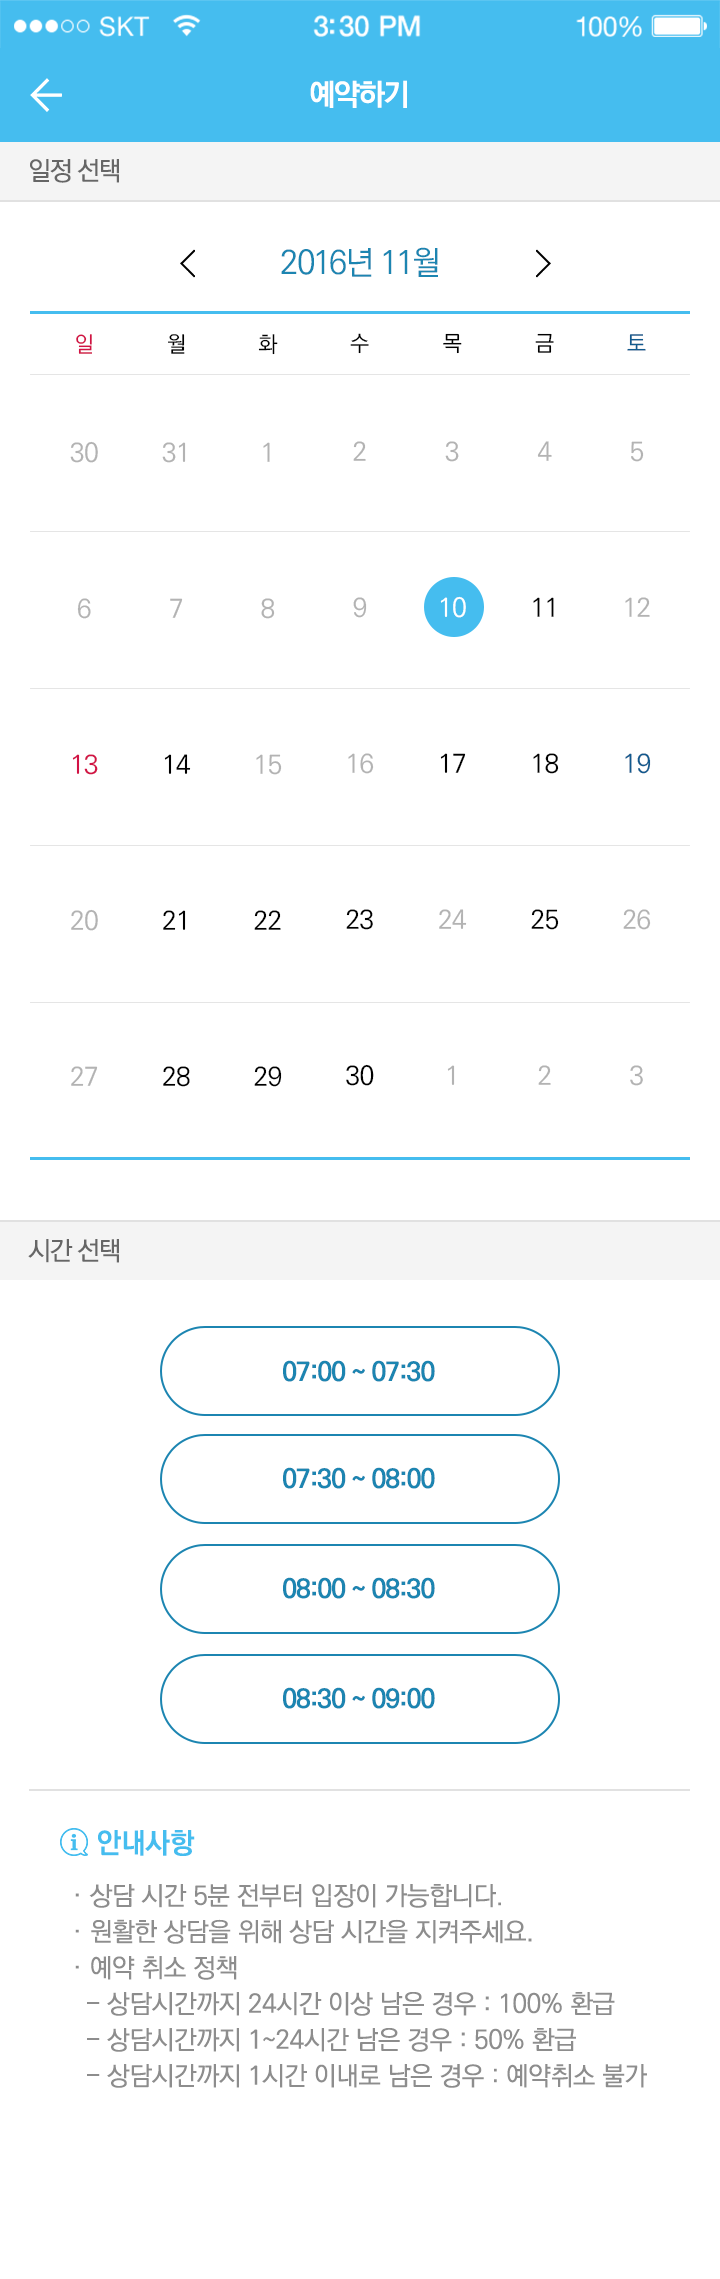 SKT 3:30 PM 100%
예약하기
일정 선택
2016년 11월
일 월 화 수 목 금 토
30 31 1 2 3 4 5
6 7 8 9 10 11 12
13 14 15 16 17 18 19
20 21 22 23 24 25 26
27 28 29 30 1 2 3
시간 선택
07:00 ~ 07:30
07:30 ~ 08:00
08:00 ~ 08:30
08:30 ~ 09:00
안내사항
· 상담 시간 5분 전부터 입장이 가능합니다.
· 원활한 상담을 위해 상담 시간을 지켜주세요.
· 예약 취소 정책
– 상담시간까지 24시간 이상 남은 경우 : 100% 환급
– 상담시간까지 1~24시간 남은 경우 : 50% 환급
– 상담시간까지 1시간 이내로 남은 경우 : 예약취소 불가